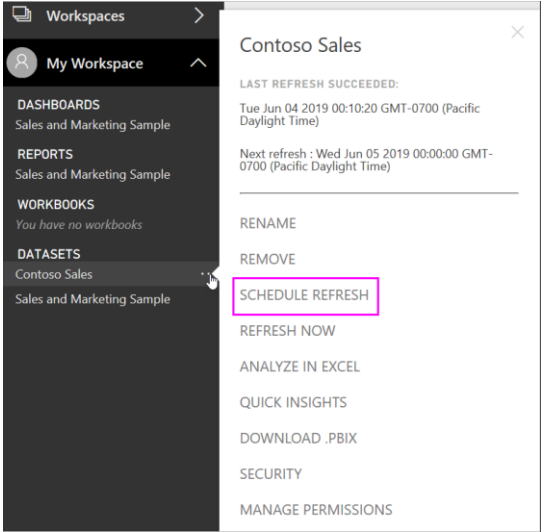 Workspaces
My Workspace
DASHBOARDS
Sales and Marketing Sample
REPORTS
Sales and Marketing Sample
WORKBOOKS
You have no workbooks
DATASETS
Contoso Sales
Sales and Marketing Sample
Contoso Sales
LAST REFRESH SUCCEEDED:
Tue Jun 04 2019 00:10:20 GMT-0700 (Pacific
Daylight Time)
Next refresh : Wed Jun 05 2019 00:00:00 GMT-
0700 (Pacific Daylight Time)
RENAME
REMOVE
SCHEDULE REFRESH
REFRESH NOW
ANALYZE IN EXCEL
QUICK INSIGHTS
DOWNLOAD .PBIX
SECURITY
MANAGE PERMISSIONS